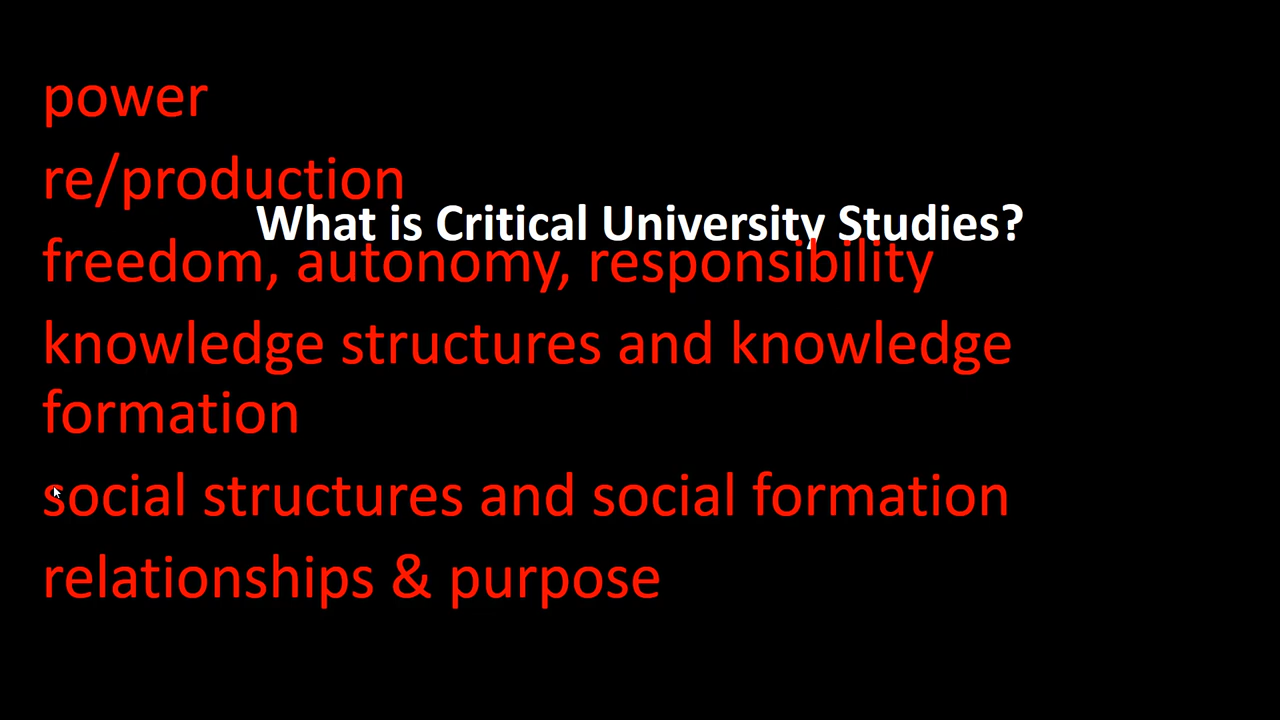 power
re/production
What is Critical University Studies?
freedom, autonomy, responsibility
knowledge structures and knowledge
formation
social structures and social formation
relationships & purpose